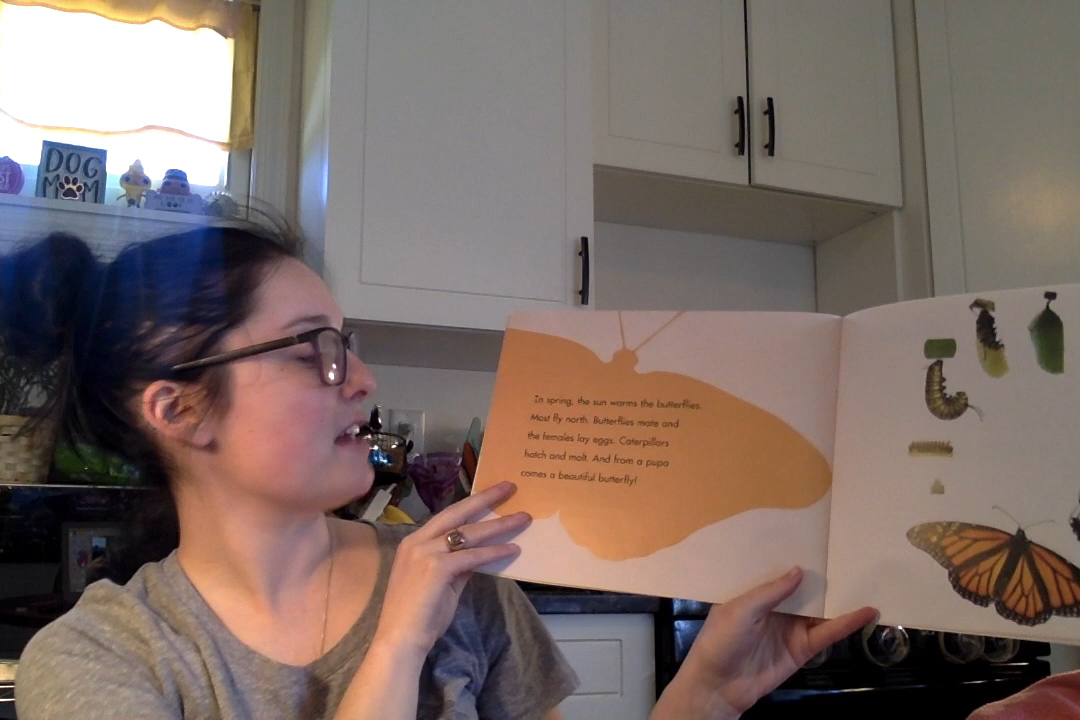 DOG
MOM
In spring, the sun warms the butterflies.
Most fly north. Butterflies mate and
the females lay eggs. Caterpillars
hatch and molt. And from a pupa
comes a beautiful butterfly!